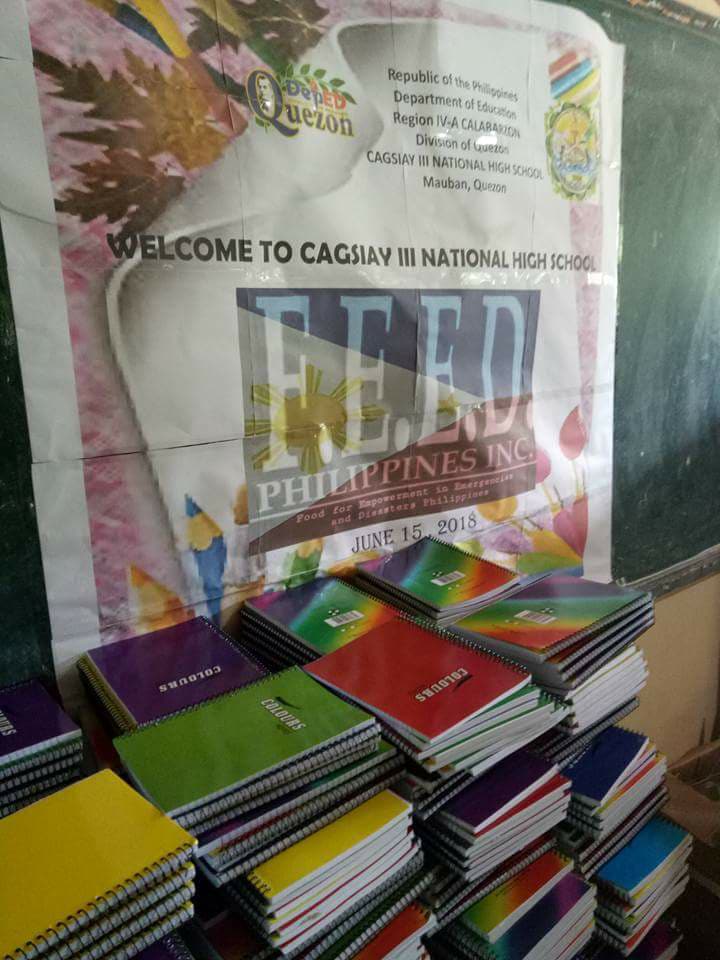 DepED
Quezon
Republic of the Philippines
Department of Education
Region IV-A CALABARZON
Division of Quezon
CAGSIAY III NATIONAL HIGH SCHOOL
Mauban, Quezon
WELCOME TO CAGSIAY III NATIONAL HIGH SCHOOL
F.E.E.D.
PHILIPPINES INC.
Food for Empowerment in Emergencies
and Disasters Philippines
JUNE 15, 2018
COLOURS
COLOURS
COLOURS